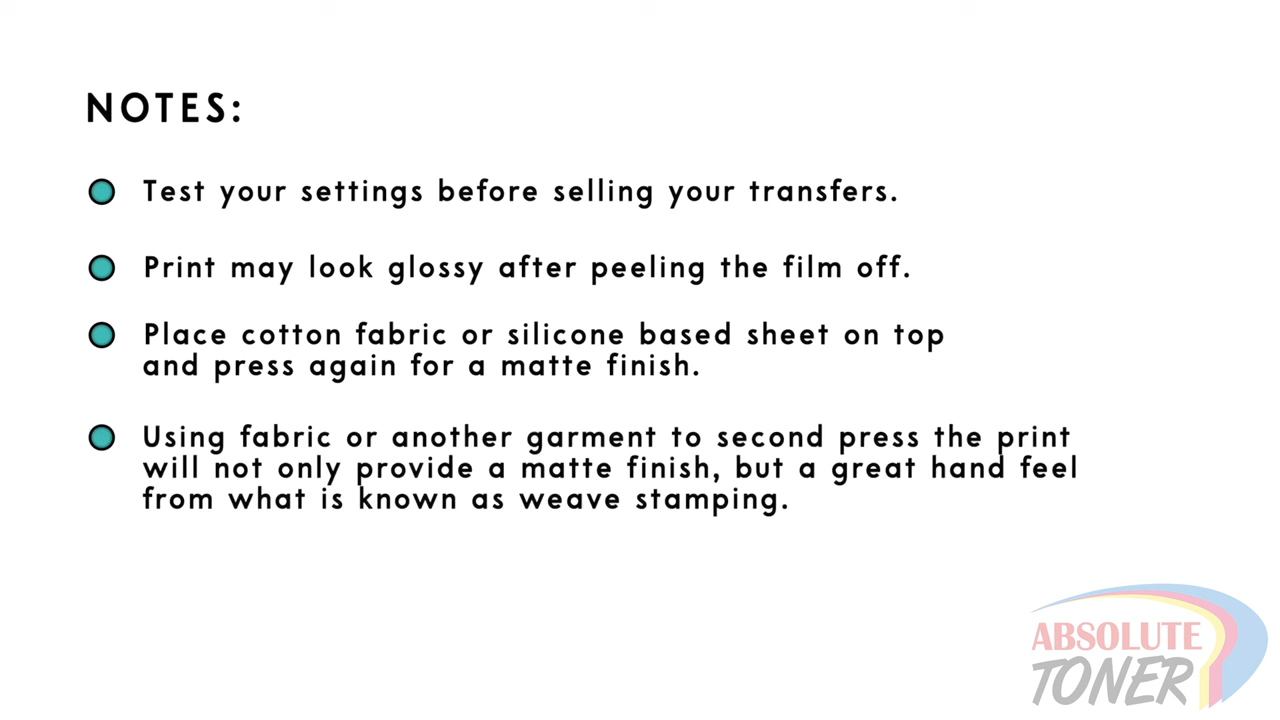 NOTES:
Test your settings before selling your transfers.
Print may look glossy after peeling the film off.
Place cotton fabric or silicone based sheet on top
and press again for a matte finish.
Using fabric or another garment to second press the print
will not only provide a matte finish, but a great hand feel
from what is known as weave stamping.
ABSOLUTE
TONER